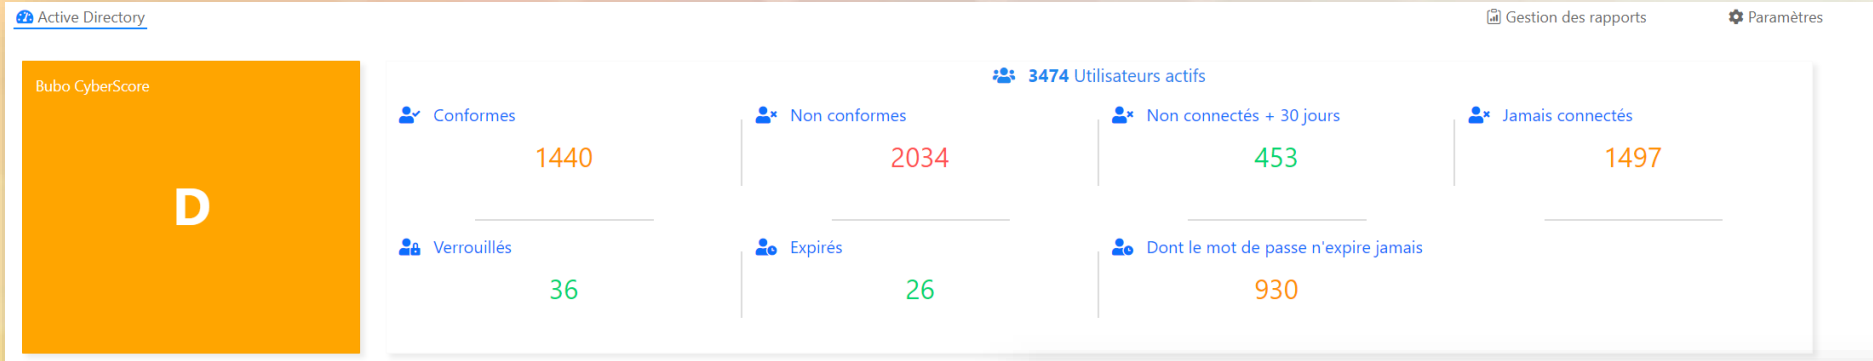 Active Directory
Gestion des rapports
Paramètres
Bubo CyberScore
D
3474 Utilisateurs actifs
Conformes
1440
Non conformes
2034
Non connectés + 30 jours
453
Jamais connectés
1497
Verrouillés
36
Expirés
26
Dont le mot de passe n'expire jamais
930